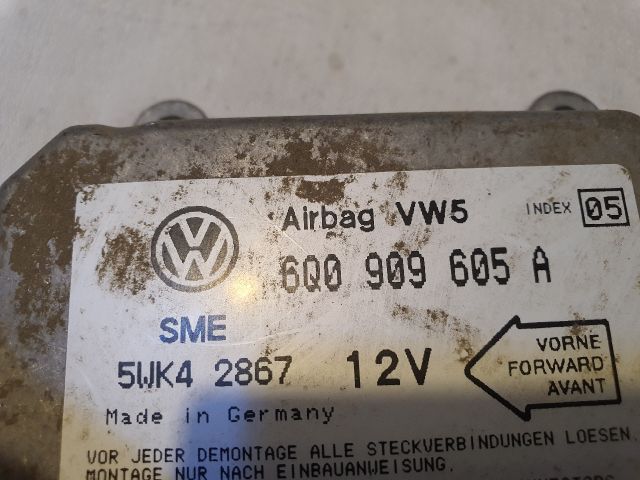 Airbag VW5 INDEX 05
6Q0 909 605 A
SME
5WK4 2867 12V
VORNE
FORWARD
AVANT
Made in Germany
VOR JEDER DEMONTAGE ALLE STECKVERBINDUNGEN LOESEN.
MONTAGE NUR NACH EINBAUANWEISUNG.